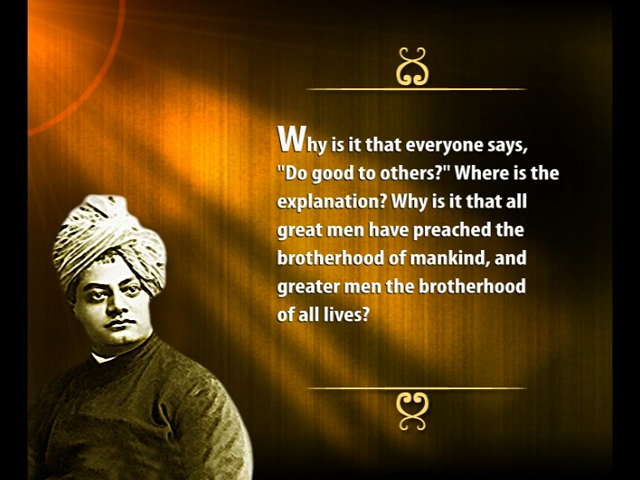 Why is it that everyone says,
"Do good to others?" Where is the
explanation? Why is it that all
great men have preached the
brotherhood of mankind, and
greater men the brotherhood
of all lives?